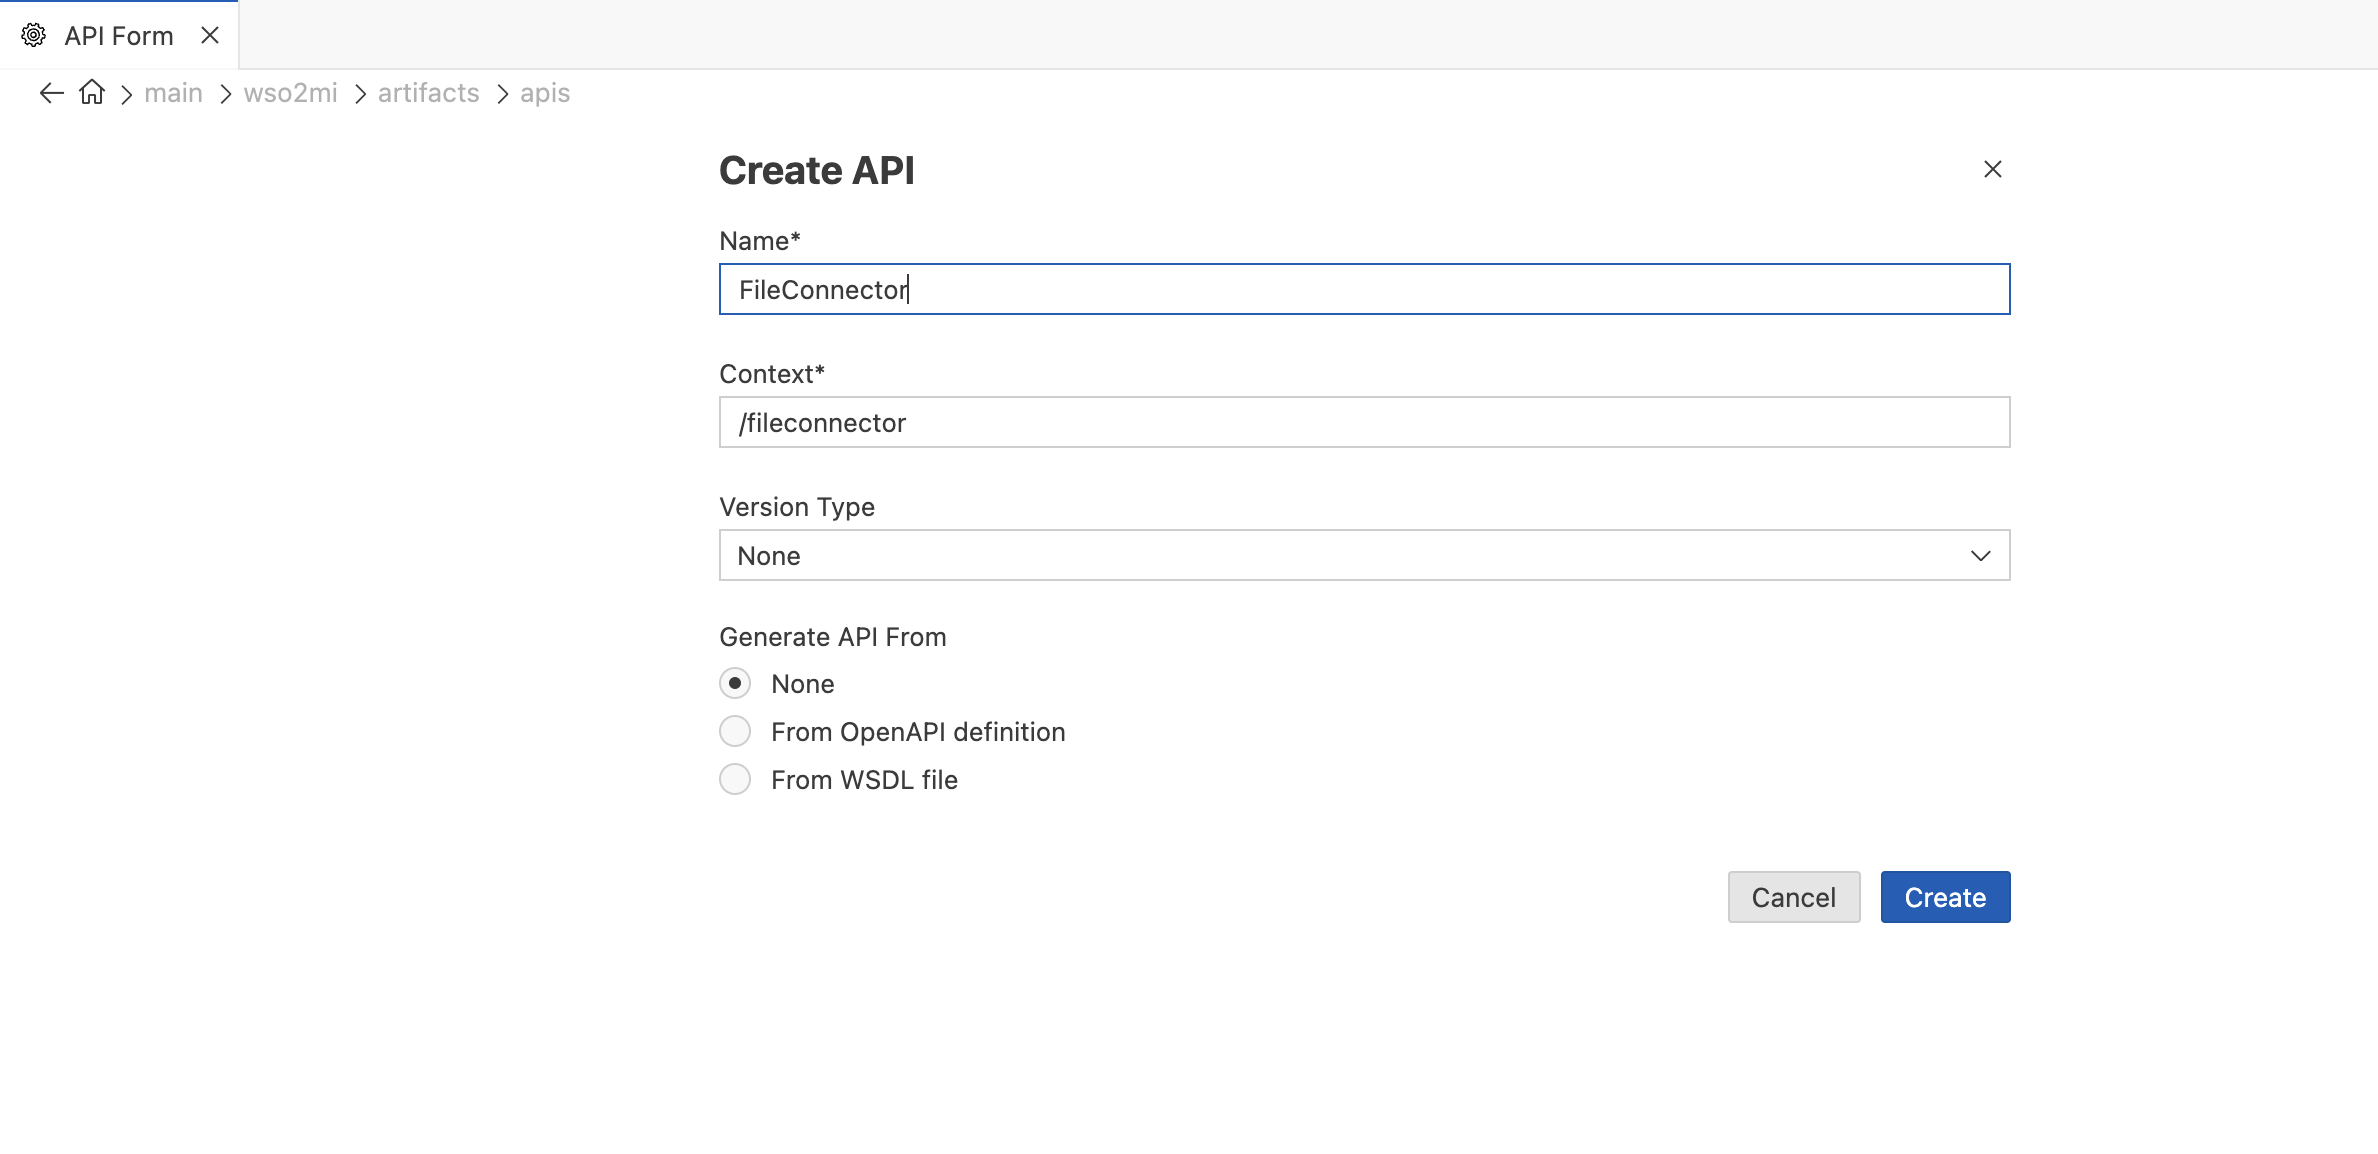 API Form
main wso2mi artifacts apis
Create API
Name*
FileConnector
Context*
/fileconnector
Version Type
None
Generate API From
None
From OpenAPI definition
From WSDL file
Cancel Create